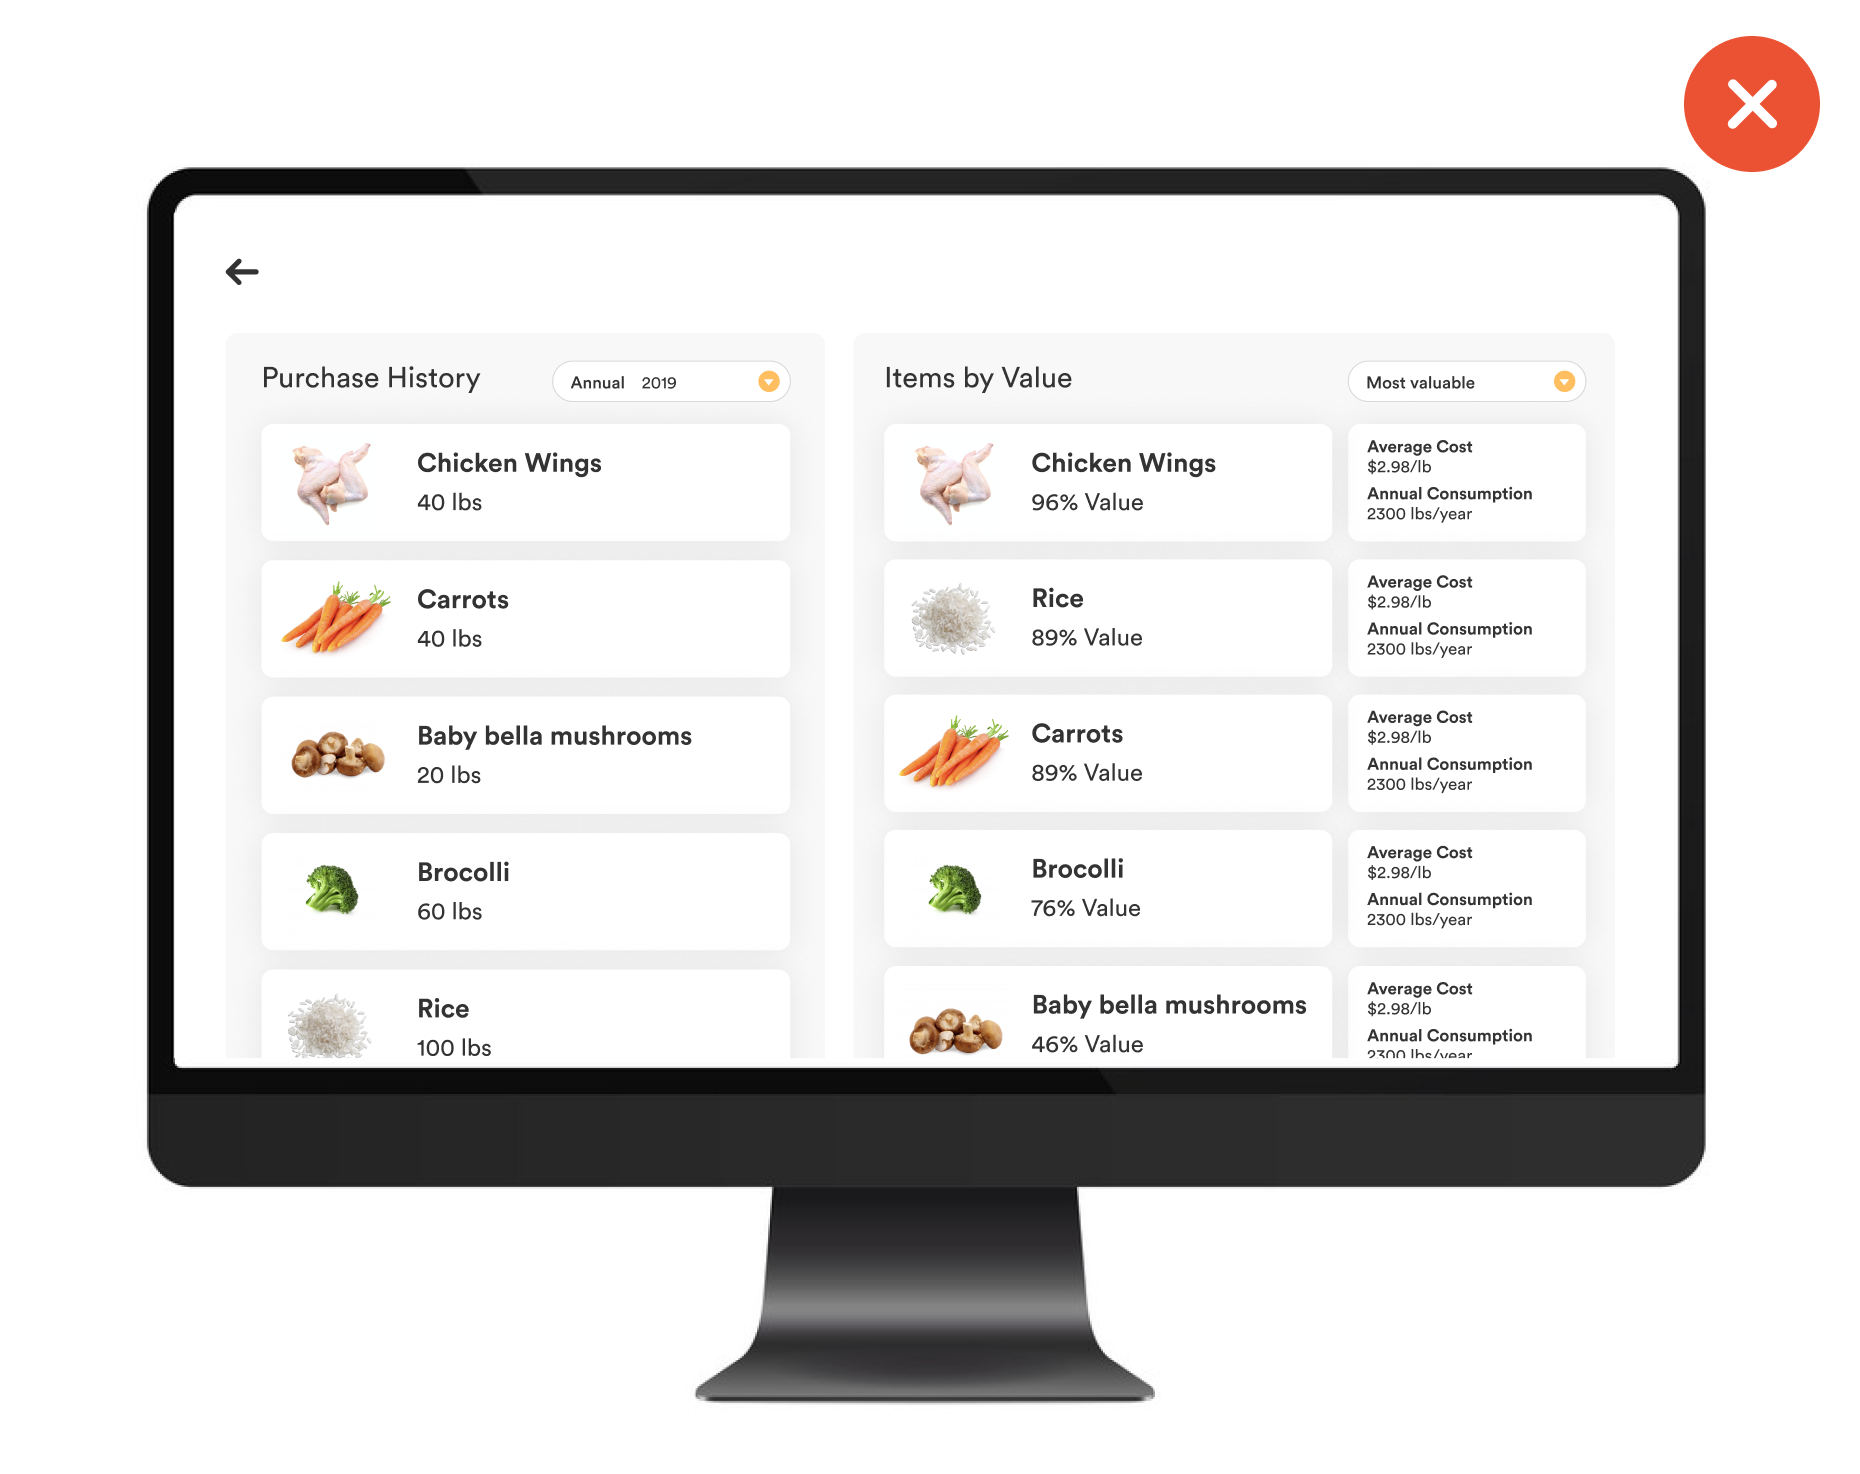 Purchase History
Annual 2019
Chicken Wings
40 lbs
Carrots
40 lbs
Baby bella mushrooms
20 lbs
Brocolli
60 lbs
Rice
100 lbs
Items by Value
Most valuable
Chicken Wings
96% Value
Average Cost
$2.98/lb
Annual Consumption
2300 lbs/year
Rice
89% Value
Average Cost
$2.98/lb
Annual Consumption
2300 lbs/year
Carrots
89% Value
Average Cost
$2.98/lb
Annual Consumption
2300 lbs/year
Brocolli
76% Value
Average Cost
$2.98/lb
Annual Consumption
2300 lbs/year
Baby bella mushrooms
46% Value
Average Cost
$2.98/lb
Annual Consumption
2300 lbs/year